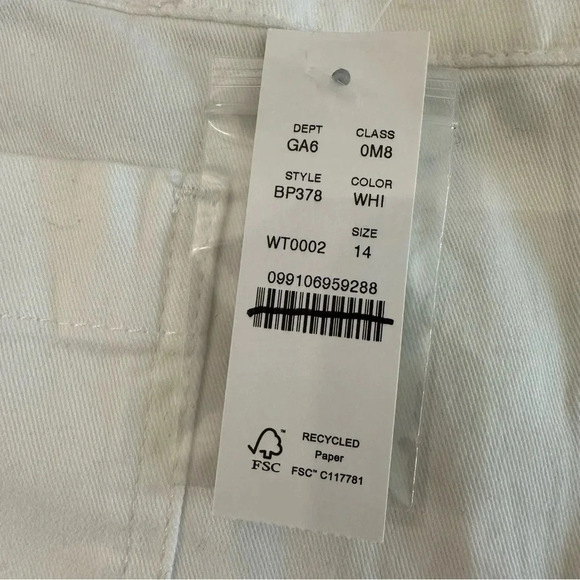 DEPT CLASS
GA6 0M8
STYLE COLOR
BP378 WHI
SIZE
WT0002 14
099106959288
RECYCLED
Paper
FSC™ C117781
FSC